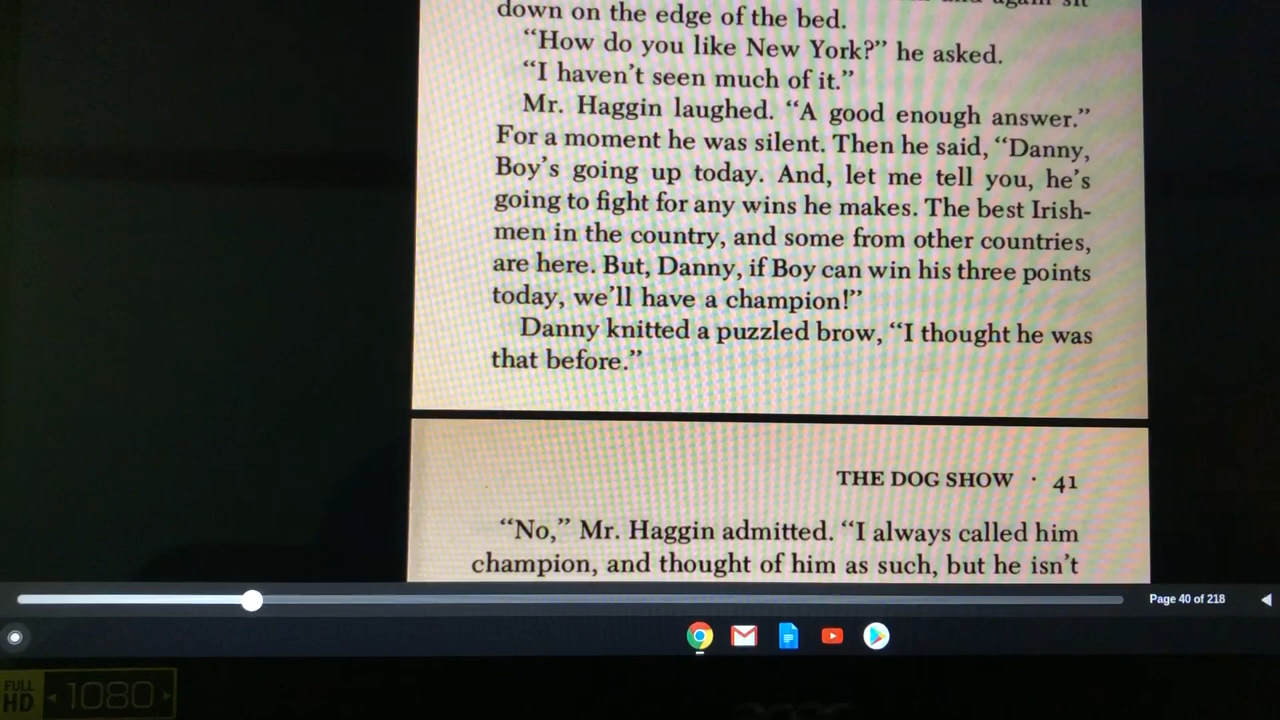 down on the edge of the bed.
“How do you like New York?” he asked.
“I haven’t seen much of it.”
Mr. Haggin laughed. “A good enough answer.”
For a moment he was silent. Then he said, “Danny,
Boy’s going up today. And, let me tell you, he’s
going to fight for any wins he makes. The best Irish-
men in the country, and some from other countries,
are here. But, Danny, if Boy can win his three points
today, we’ll have a champion!”
Danny knitted a puzzled brow, “I thought he was
that before.”
THE DOG SHOW · 41
“No,” Mr. Haggin admitted. “I always called him
champion, and thought of him as such, but he isn’t
Page 40 of 218
FULL HD 1080